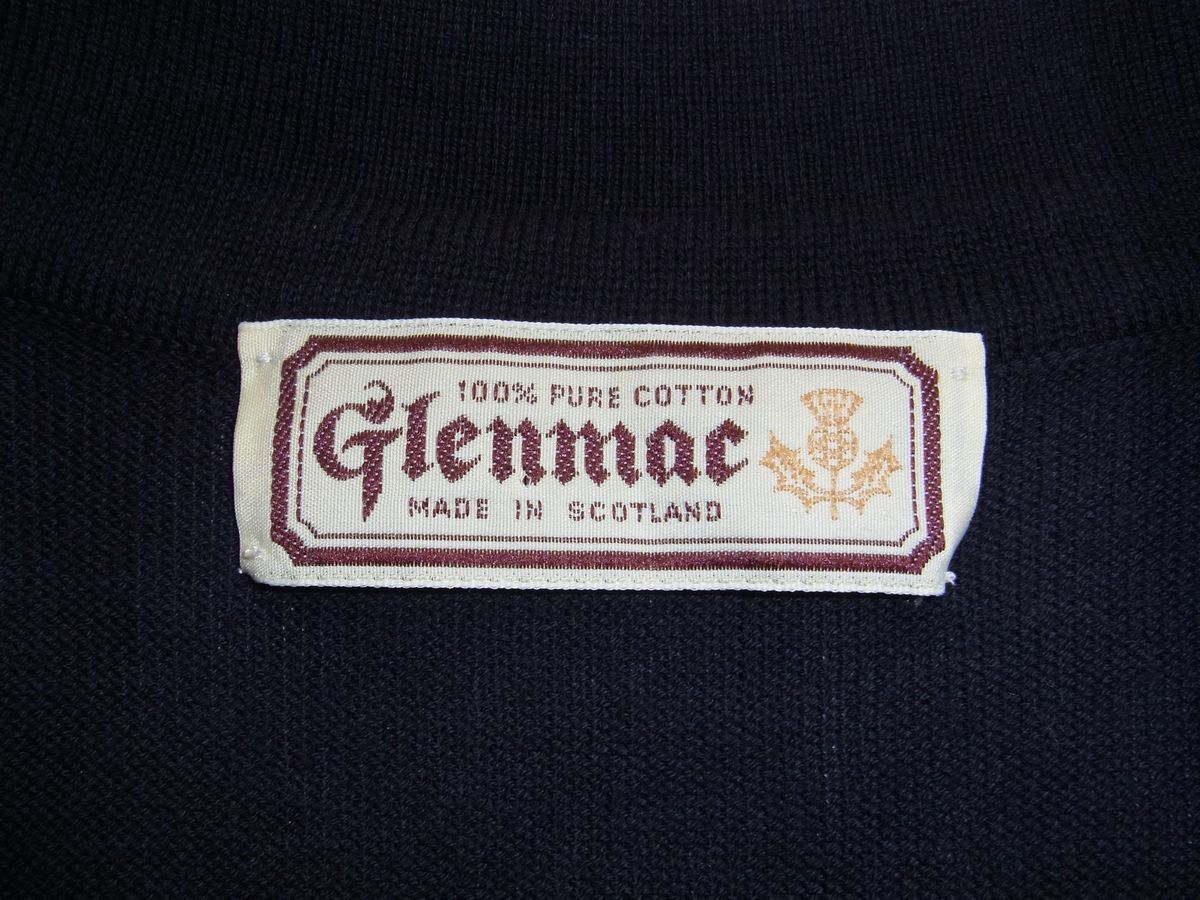 100% PURE COTTON
Glenmac
MADE IN SCOTLAND